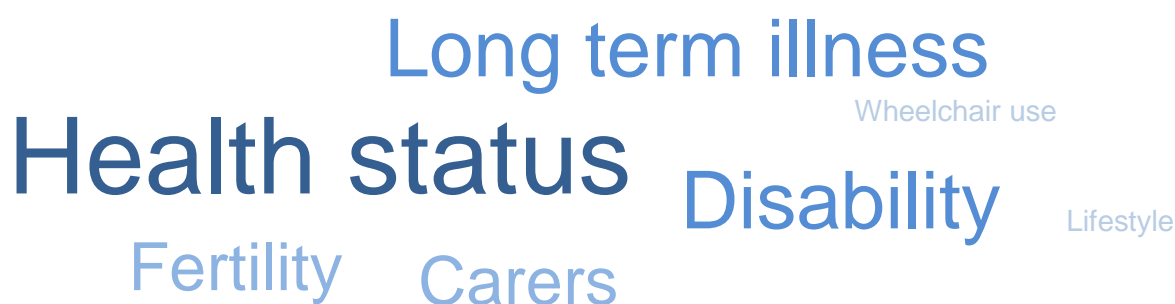 Long term illness
Wheelchair use
Health status
Disability
Lifestyle
Fertility
Carers